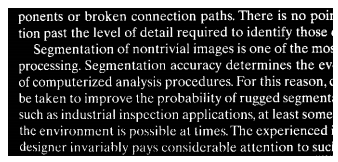 ponents or broken connection paths. There is no poi
tion past the level of detail required to identify those
Segmentation of nontrivial images is one of the mos
processing. Segmentation accuracy determines the ev
of computerized analysis procedures. For this reason, c
be taken to improve the probability of rugged segment
such as industrial inspection applications, at least some
the environment is possible at times. The experienced i
designer invariably pays considerable attention to suc